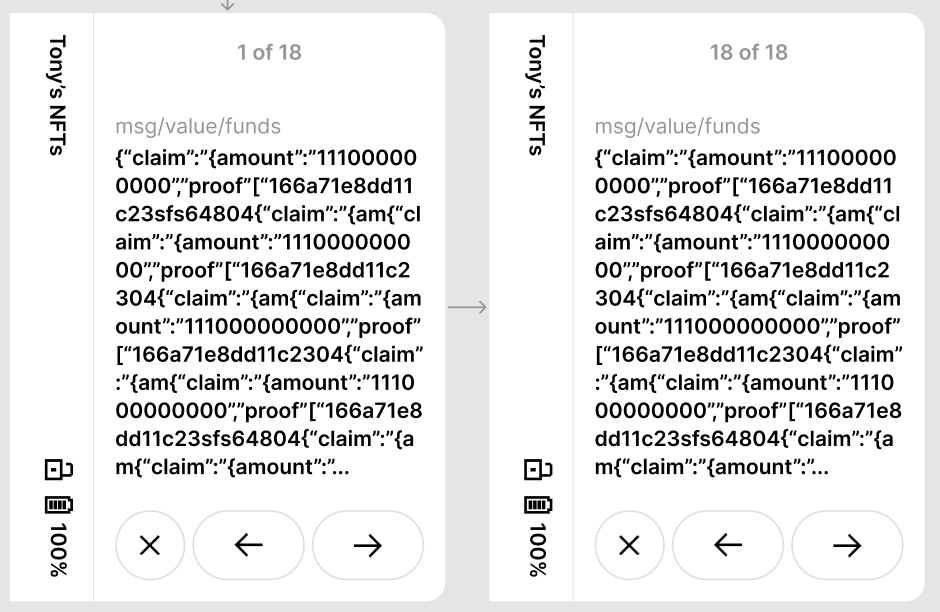 Tony's NFTs
100%
1 of 18
msg/value/funds
{“claim”:”{amount”:”11100000
0000”,”proof”[“166a71e8dd11
c23sfs64804{“claim”:”{am{“cl
aim”:”{amount”:”1110000000
00”,”proof”[“166a71e8dd11c2
304{“claim”:”{am{“claim”:”{am
ount”:”111000000000”,”proof”
[“166a71e8dd11c2304{“claim”
:”{am{“claim”:”{amount”:”1110
00000000”,”proof”[“166a71e8
dd11c23sfs64804{“claim”:”{a
m{“claim”:”{amount”:”...
Tony's NFTs
100%
18 of 18
msg/value/funds
{“claim”:”{amount”:”11100000
0000”,”proof”[“166a71e8dd11
c23sfs64804{“claim”:”{am{“cl
aim”:”{amount”:”1110000000
00”,”proof”[“166a71e8dd11c2
304{“claim”:”{am{“claim”:”{am
ount”:”111000000000”,”proof”
[“166a71e8dd11c2304{“claim”
:”{am{“claim”:”{amount”:”1110
00000000”,”proof”[“166a71e8
dd11c23sfs64804{“claim”:”{a
m{“claim”:”{amount”:”...